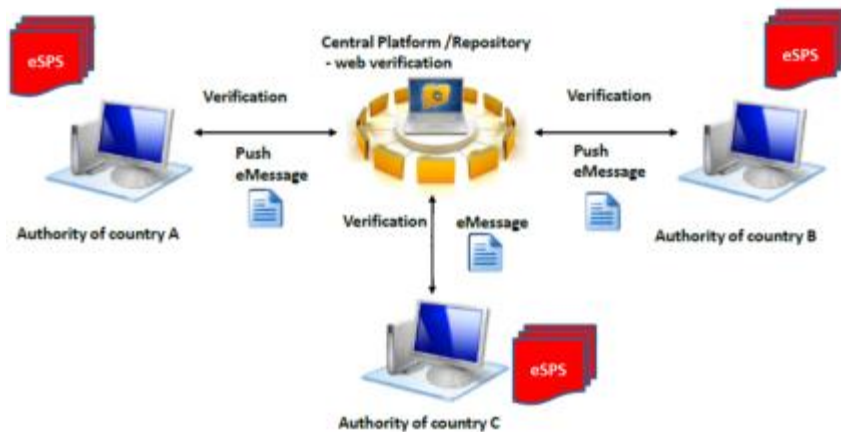 eSPS
Central Platform /Repository
- web verification
eSPS
Verification
Verification
Push
eMessage
Push
eMessage
Authority of country A
Verification
eMessage
Authority of country B
eSPS
Authority of country C